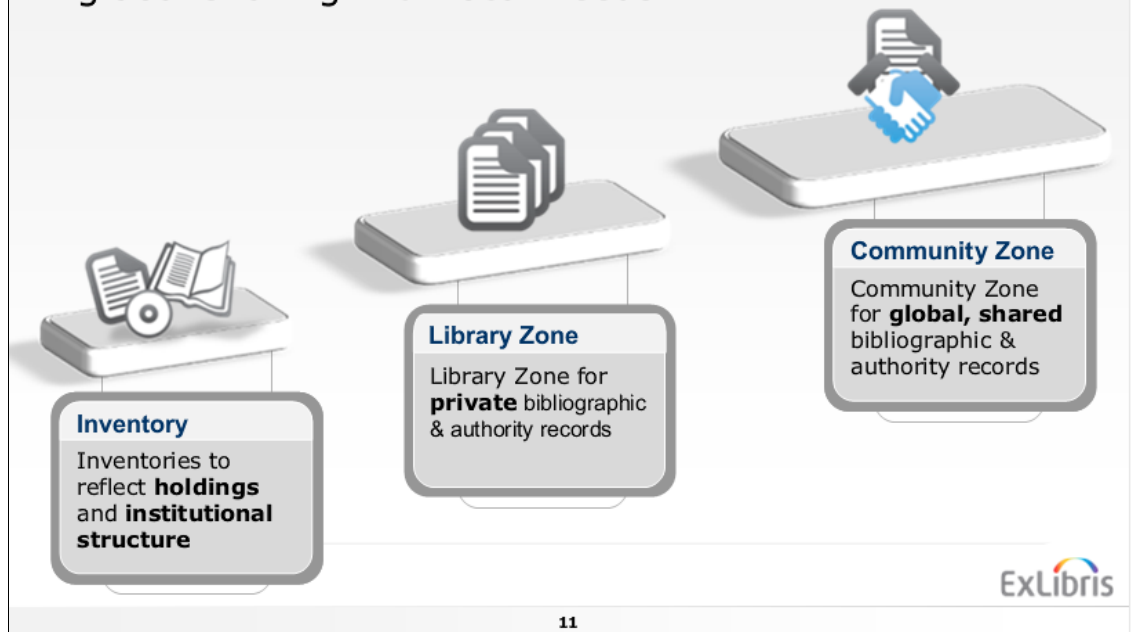 Community Zone
Community Zone
for global, shared
bibliographic &
authority records
Library Zone
Library Zone for
private bibliographic
& authority records
Inventory
Inventories to
reflect holdings
and institutional
structure
ExLibris
11